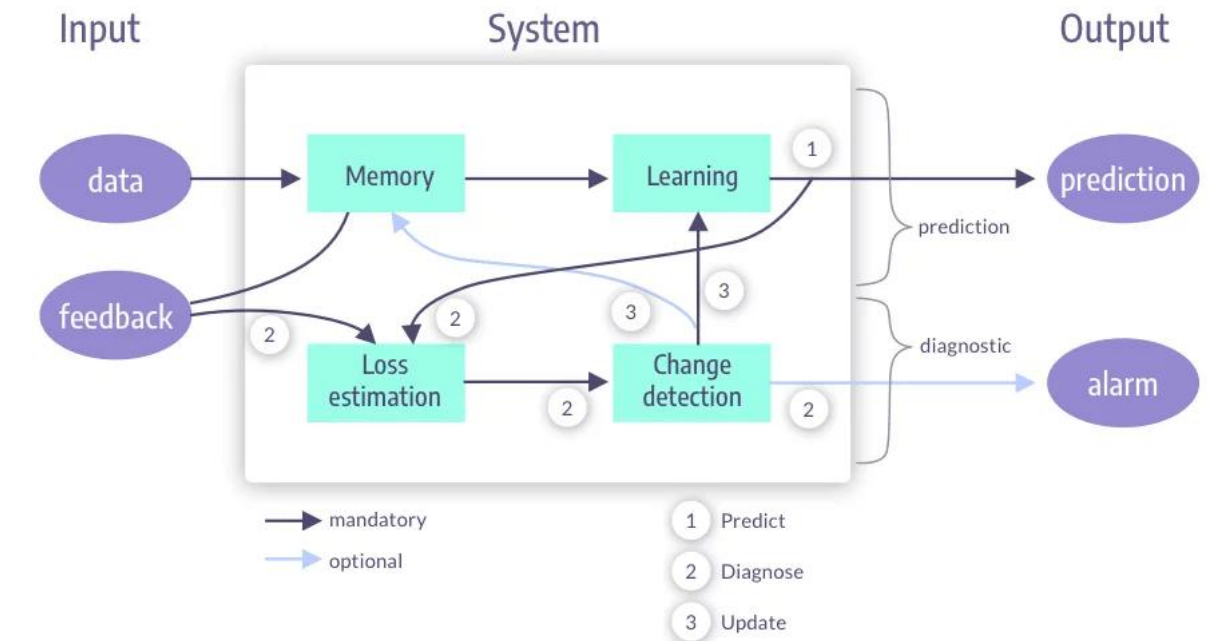 Input
System
Output
data
Memory
Learning
1
prediction
prediction
feedback
2
2
3
3
Loss
estimation
2
Change
detection
2
diagnostic
alarm
mandatory
optional
1 Predict
2 Diagnose
3 Update